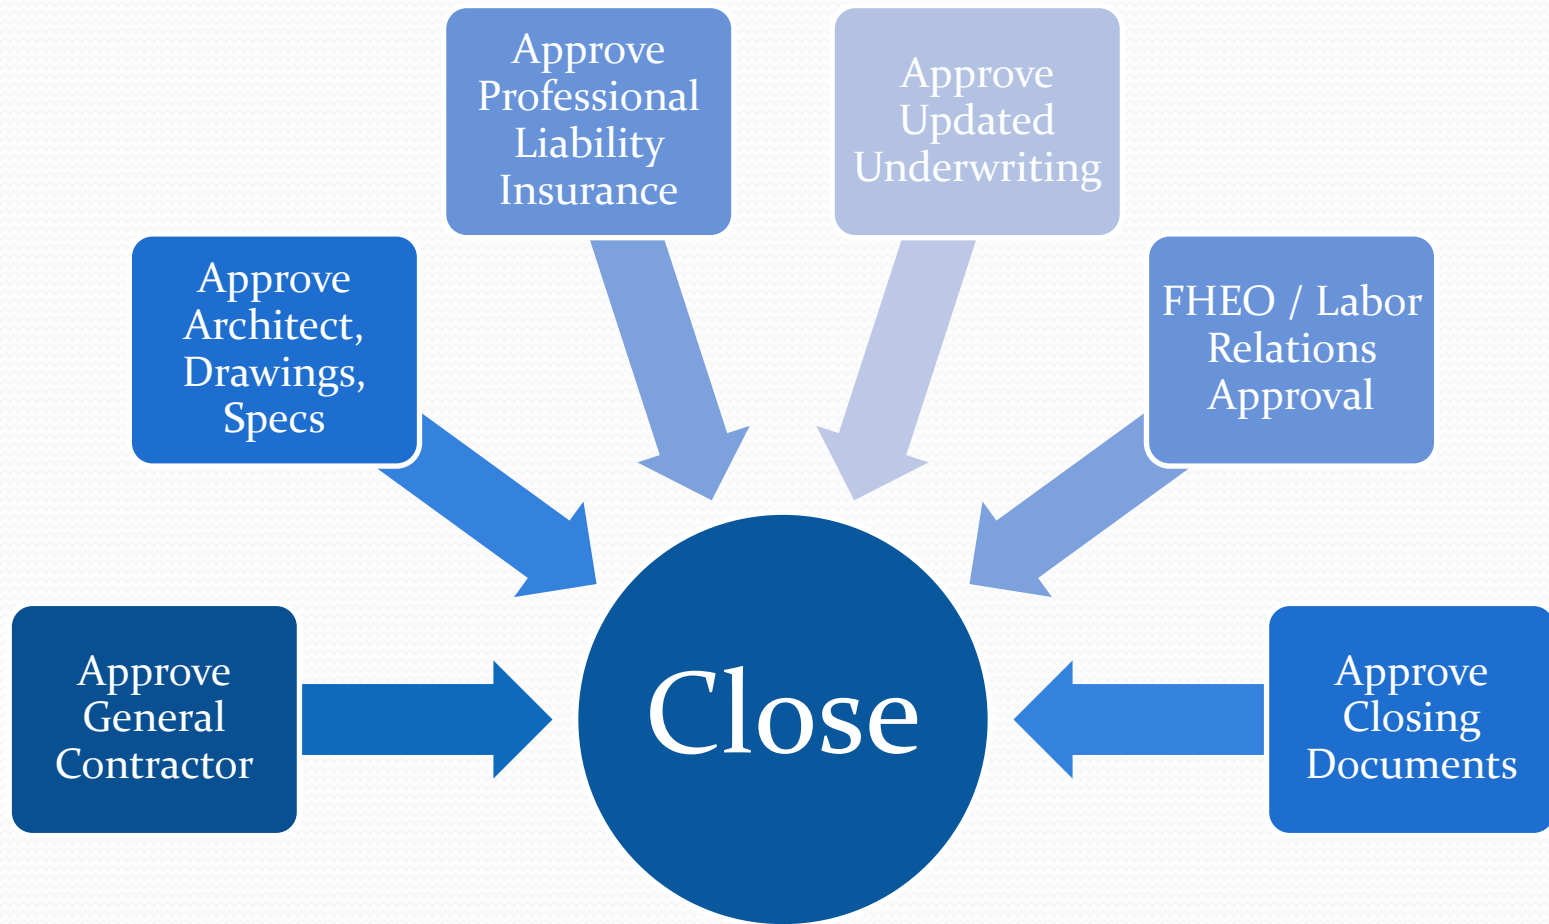 Approve
Professional
Liability
Insurance
Approve
Updated
Underwriting
Approve
Architect,
Drawings,
Specs
FHEO / Labor
Relations
Approval
Approve
General
Contractor
Close
Approve
Closing
Documents